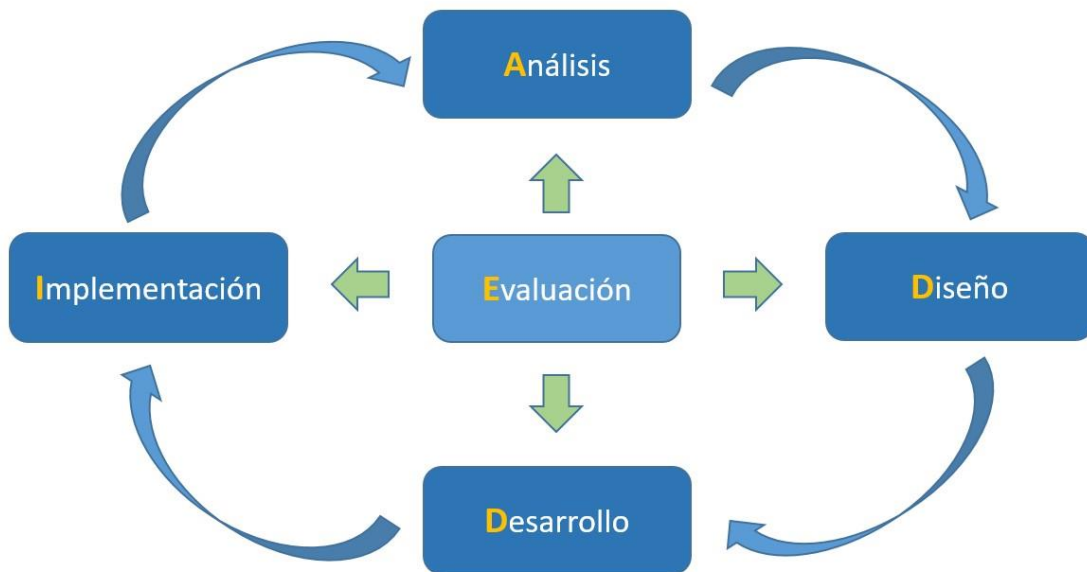 Análisis
Implementación
Evaluación
Diseño
Desarrollo